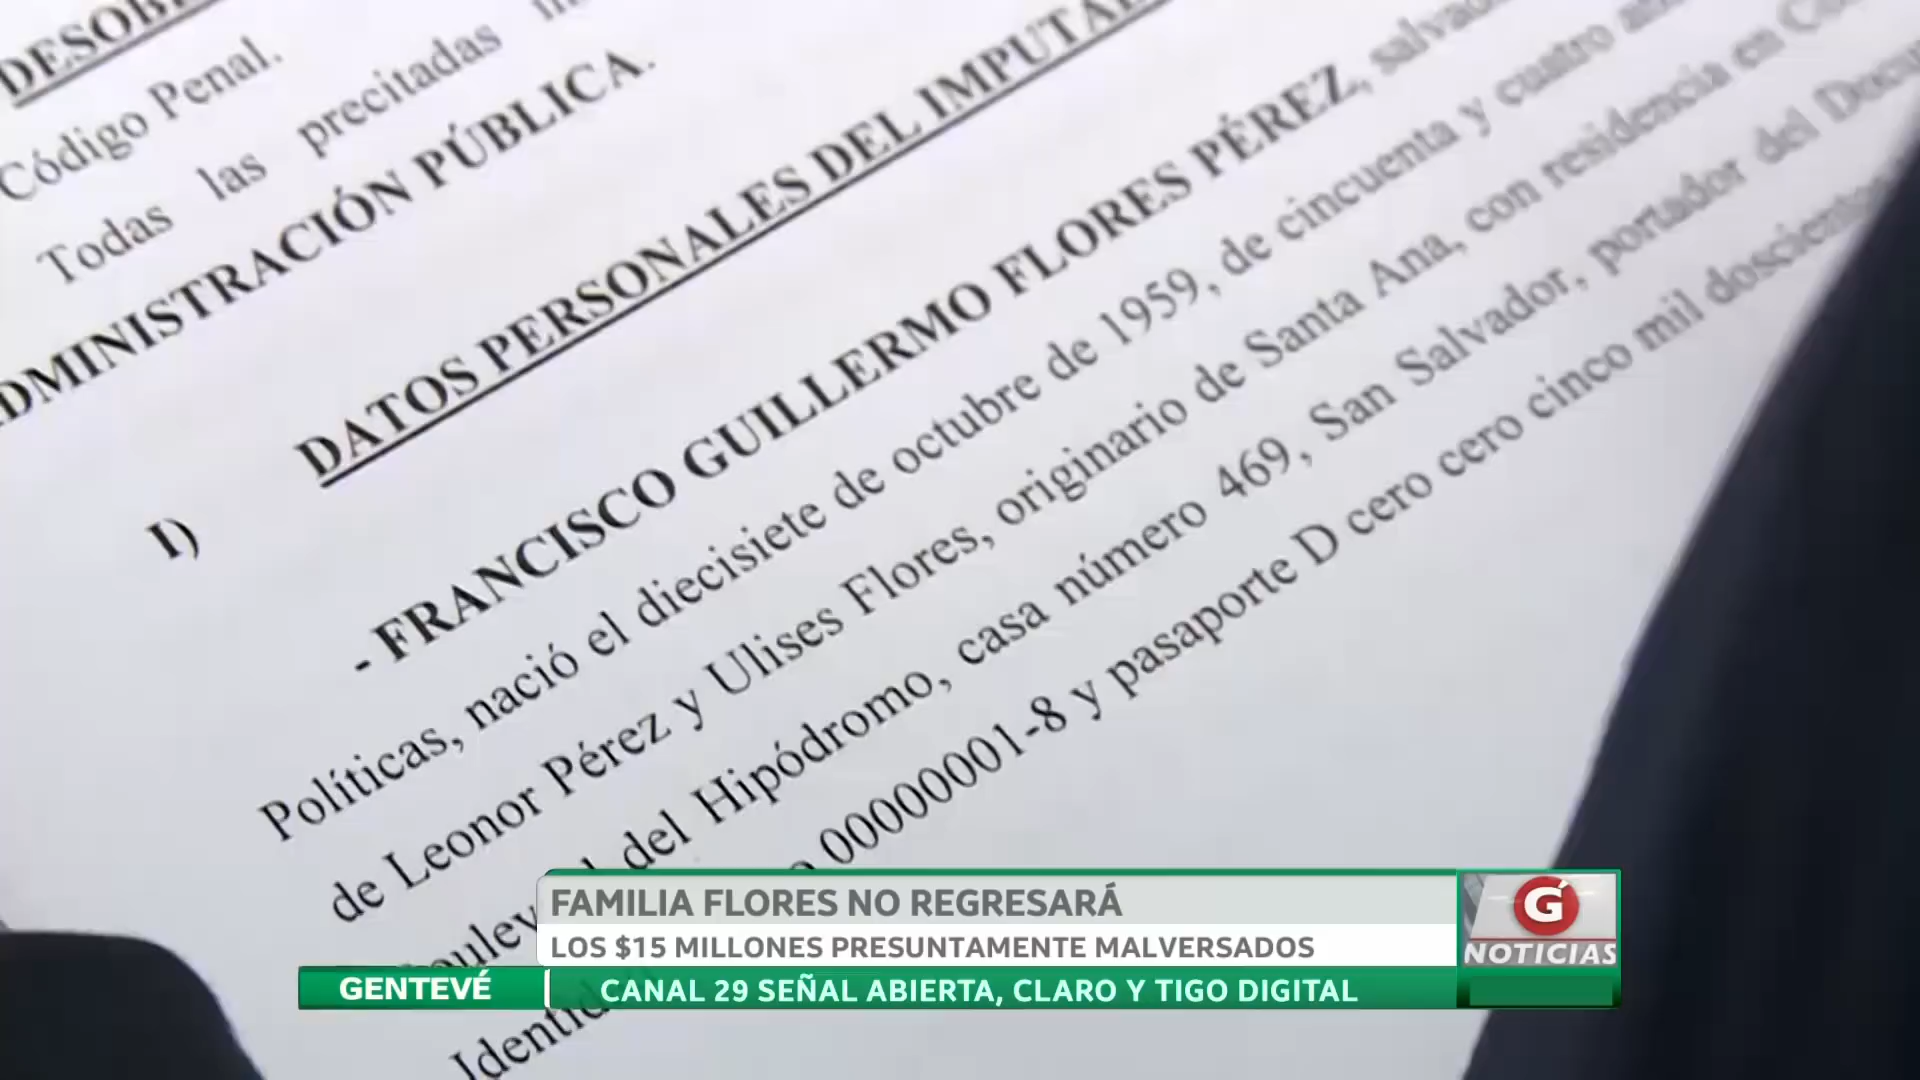 Código Penal.
Todas las precitadas
ADMINISTRACIÓN PÚBLICA.
I) DATOS PERSONALES DEL
- FRANCISCO GUILLERMO FLORES PÉREZ,
Políticas, nació el diecisiete de octubre de 1959, de cincuenta y cuatro
de Leonor Pérez y Ulises Flores, originario de Santa Ana, con residencia en
del Hipódromo, casa número 469, San Salvador, portador del
00000001-8 y pasaporte D cero cero cinco mil
FAMILIA FLORES NO REGRESARÁ
LOS $15 MILLONES PRESUNTAMENTE MALVERSADOS
GENTEVÉ
CANAL 29 SEÑAL ABIERTA, CLARO Y TIGO DIGITAL
Ǵ
NOTICIAS